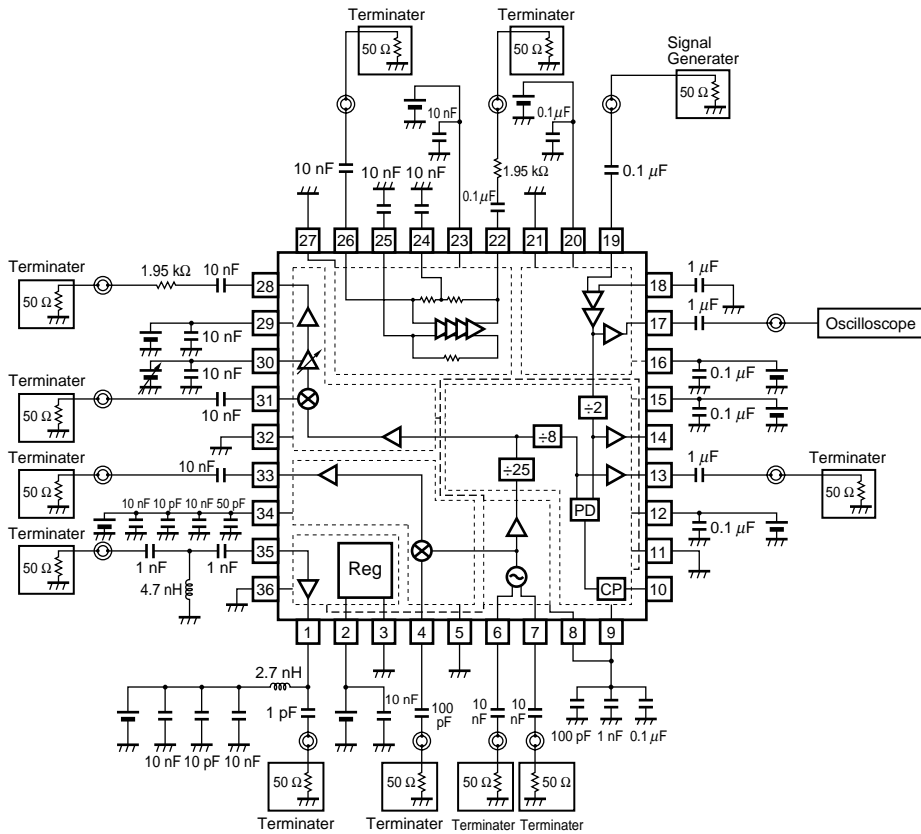 Terminater
Terminater
Signal
Generater
50 Ω
50 Ω
50 Ω
10 nF
0.1 μF
10 nF
10 nF
10 nF
1.95 kΩ
0.1 μF
0.1 μF
27
26
25
24
23
22
21
20
19
Terminater
50 Ω
1.95 kΩ
10 nF
28
18
1 μF
29
10 nF
17
1 μF
Oscilloscope
30
10 nF
16
0.1 μF
Terminater
50 Ω
10 nF
31
15
0.1 μF
÷2
32
14
÷8
Terminater
50 Ω
10 nF
33
÷25
13
1 μF
Terminater
50 Ω
10 nF
10 pF
10 nF
50 pF
34
PD
12
0.1 μF
Terminater
50 Ω
1 nF
1 nF
35
11
4.7 nH
36
Reg
CP
10
1
2
3
4
5
6
7
8
9
2.7 nH
1 pF
10 nF
100
pF
10
nF
10
nF
10 nF
10 pF
10 nF
100 pF
1 nF
0.1 μF
50 Ω
50 Ω
50 Ω
50 Ω
Terminater
Terminater
Terminater
Terminater